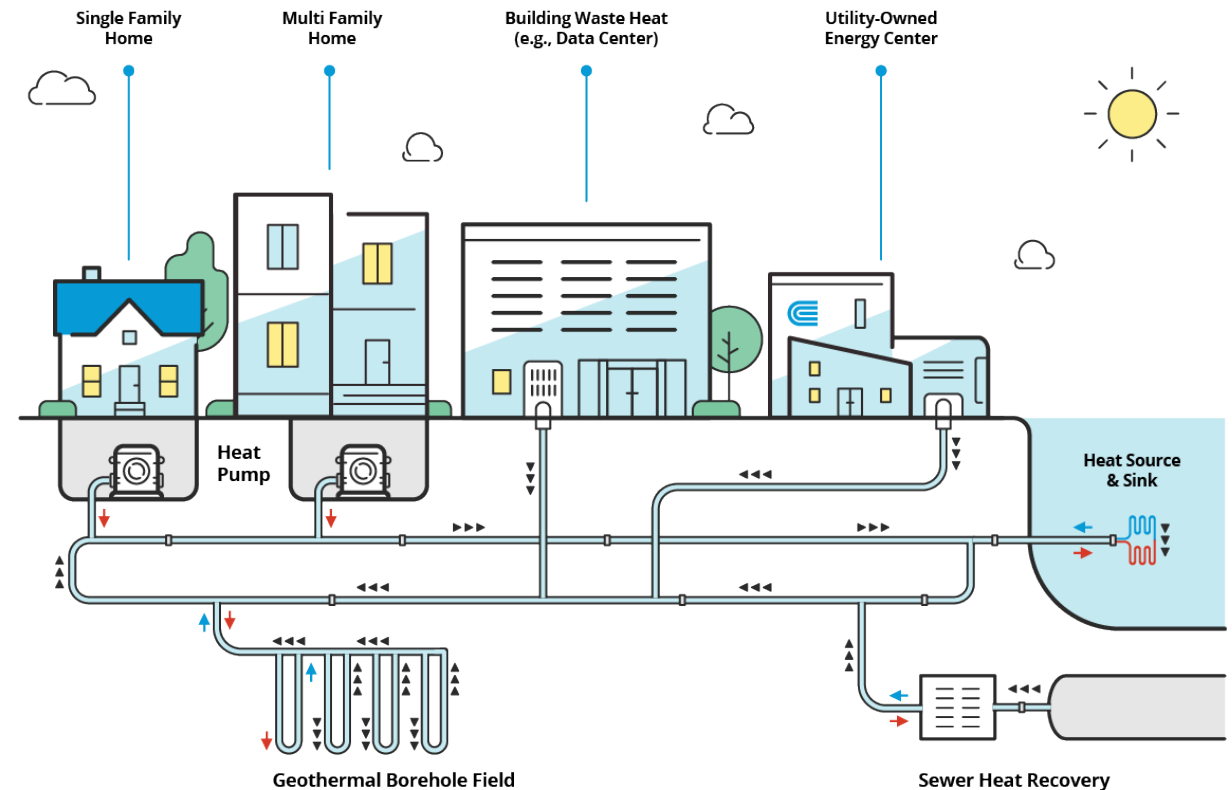 Single Family
Home
Multi Family
Home
Building Waste Heat
(e.g., Data Center)
Utility-Owned
Energy Center
Heat
Pump
Heat Source
& Sink
Geothermal Borehole Field
Sewer Heat Recovery